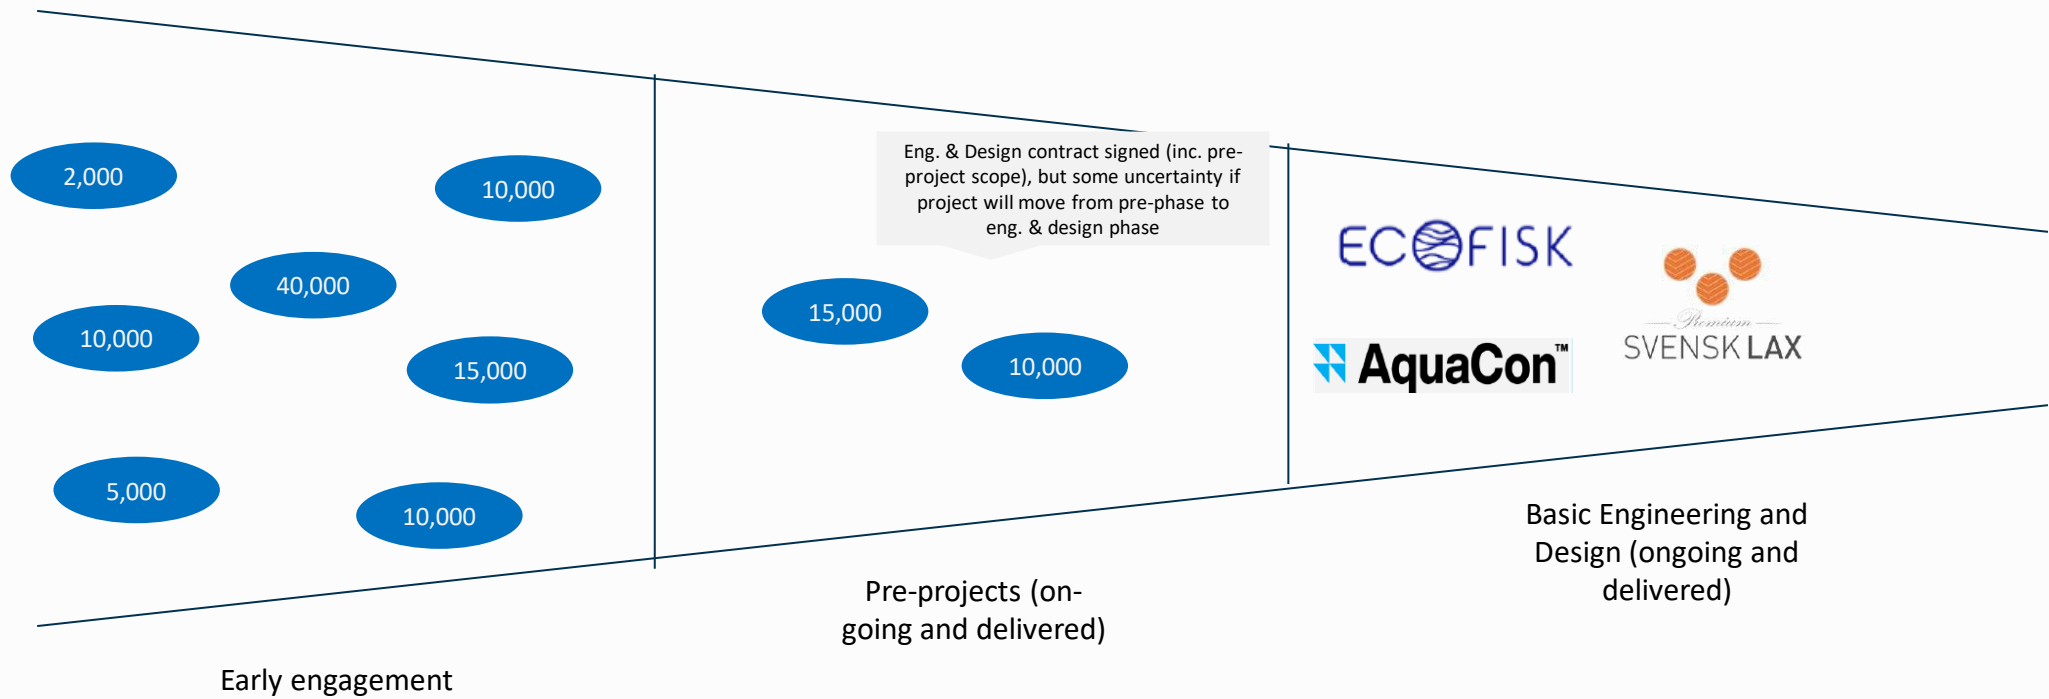 2,000
10,000
40,000
10,000
15,000
5,000
10,000
Early engagement
Eng. & Design contract signed (inc. pre-
project scope), but some uncertainty if
project will move from pre-phase to
eng. & design phase
15,000
10,000
Pre-projects (on-
going and delivered)
ECOFISK
AquaCon™
Premium
SVENSK LAX
Basic Engineering and
Design (ongoing and
delivered)